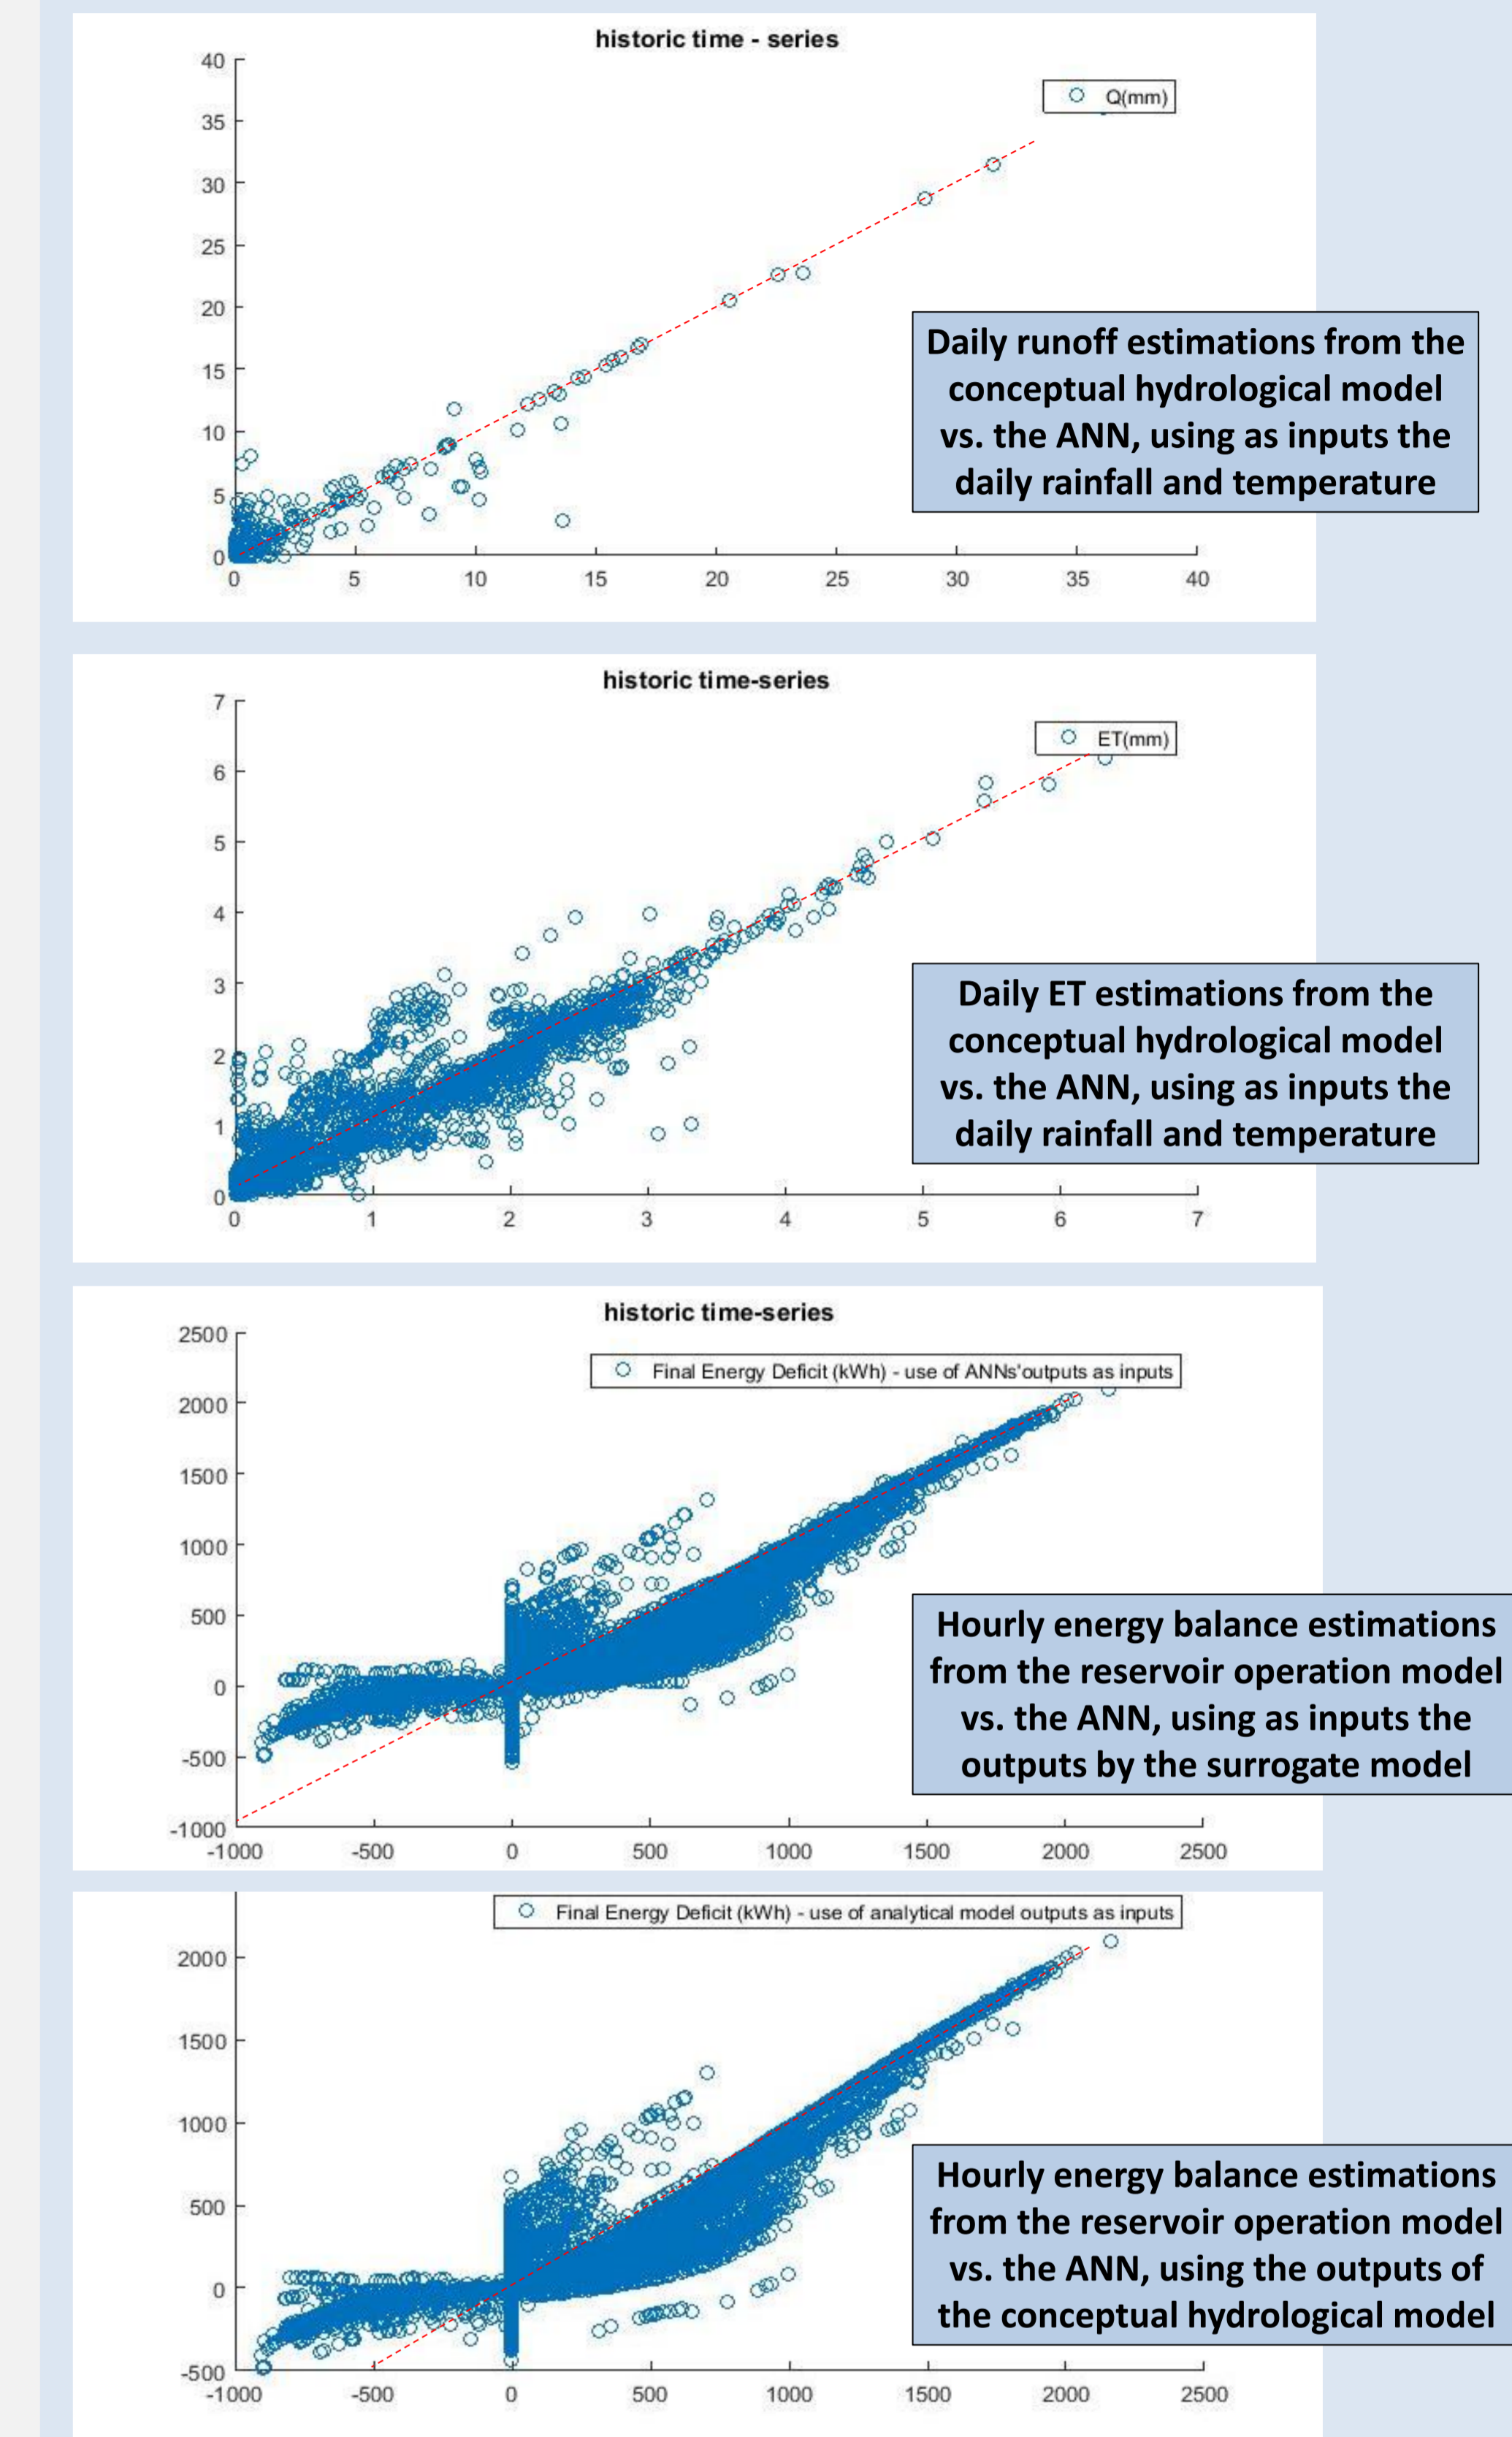 historic time - series
Q(mm)
40
35
30
25
20
15
10
5
0
0 5 10 15 20 25 30 35 40
Daily runoff estimations from the
conceptual hydrological model
vs. the ANN, using as inputs the
daily rainfall and temperature
historic time-series
ET(mm)
7
6
5
4
3
2
1
0
0 1 2 3 4 5 6 7
Daily ET estimations from the
conceptual hydrological model
vs. the ANN, using as inputs the
daily rainfall and temperature
historic time-series
Final Energy Deficit (kWh) - use of ANNs'outputs as inputs
2500
2000
1500
1000
500
0
-500
-1000
-1000 -500 0 500 1000 1500 2000 2500
Hourly energy balance estimations
from the reservoir operation model
vs. the ANN, using as inputs the
outputs by the surrogate model
Final Energy Deficit (kWh) - use of analytical model outputs as inputs
2000
1500
1000
500
0
-500
-1000 -500 0 500 1000 1500 2000 2500
Hourly energy balance estimations
from the reservoir operation model
vs. the ANN, using the outputs of
the conceptual hydrological model